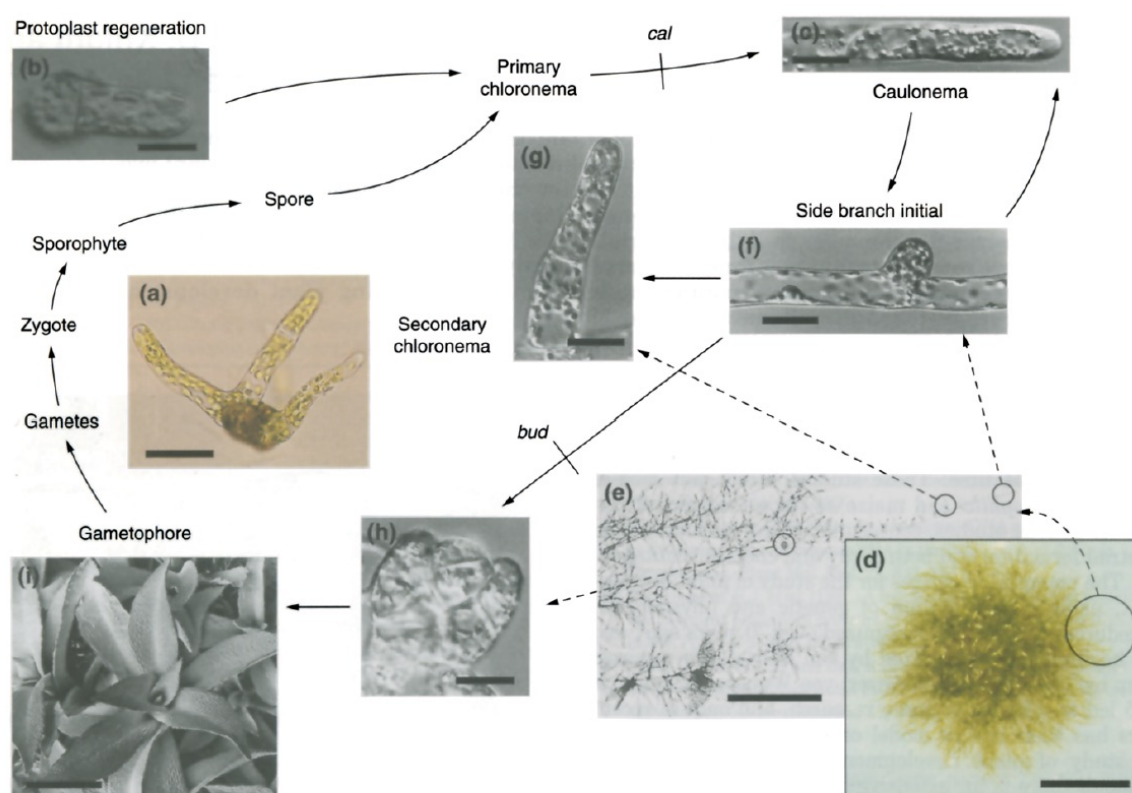 Protoplast regeneration
(b)
Primary
chloronema
cal
(c)
Caulonema
(g)
Spore
Side branch initial
Sporophyte
(f)
(a)
Zygote
Secondary
chloronema
Gametes
bud
(e)
Gametophore
(h)
(d)
(i)